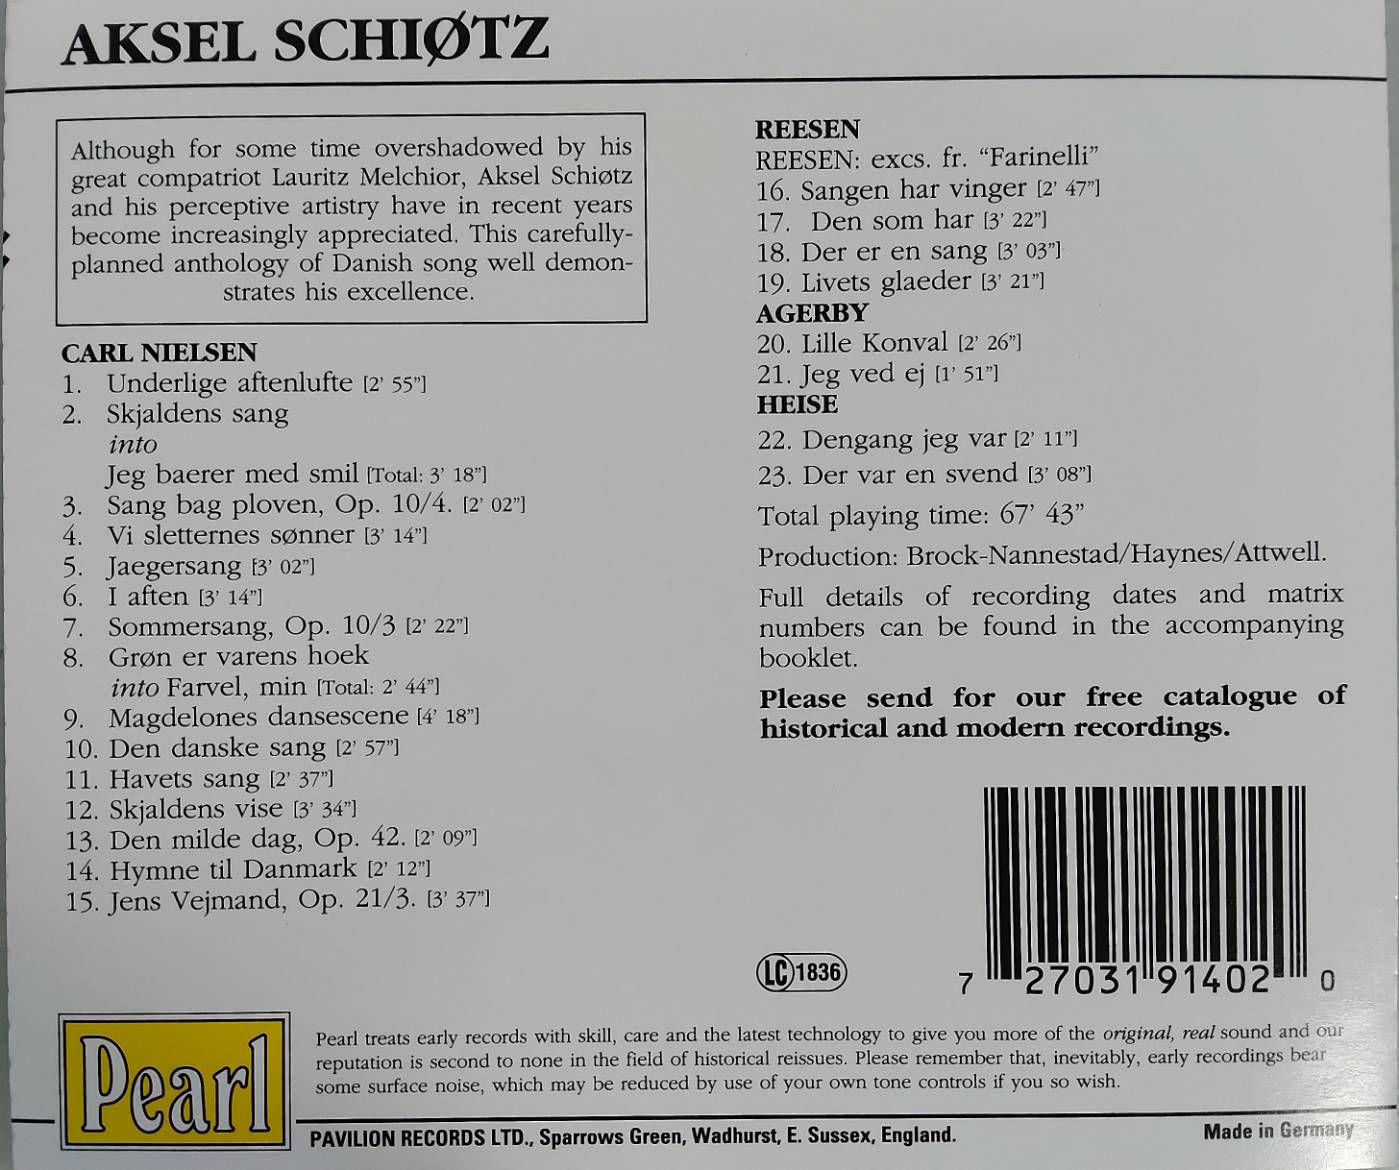 AKSEL SCHIØTZ
Although for some time overshadowed by his
great compatriot Lauritz Melchior, Aksel Schiøtz
and his perceptive artistry have in recent years
become increasingly appreciated. This carefully-
planned anthology of Danish song well demon-
strates his excellence.
CARL NIELSEN
1. Underlige aftenlufte [2’ 55”]
2. Skjaldens sang
into
Jeg baerer med smil [Total: 3’ 18”]
3. Sang bag ploven, Op. 10/4. [2’ 02”]
4. Vi sletternes sønner [3’ 14”]
5. Jaegersang [3’ 02”]
6. I aften [3’ 14”]
7. Sommersang, Op. 10/3 [2’ 22”]
8. Grøn er varens hoek
into Farvel, min [Total: 2’ 44”]
9. Magdelones dansescene [4’ 18”]
10. Den danske sang [2’ 57”]
11. Havets sang [2’ 37”]
12. Skjaldens vise [3’ 34”]
13. Den milde dag, Op. 42. [2’ 09”]
14. Hymne til Danmark [2’ 12”]
15. Jens Vejmand, Op. 21/3. [3’ 37”]
REESEN
REESEN: excs. fr. “Farinelli”
16. Sangen har vinger [2’ 47”]
17. Den som har [3’ 22”]
18. Der er en sang [3’ 03”]
19. Livets glaeder [3’ 21”]
AGERBY
20. Lille Konval [2’ 26”]
21. Jeg ved ej [1’ 51”]
HEISE
22. Dengang jeg var [2’ 11”]
23. Der var en svend [3’ 08”]
Total playing time: 67’ 43”
Production: Brock-Nannestad/Haynes/Attwell.
Full details of recording dates and matrix
numbers can be found in the accompanying
booklet.
Please send for our free catalogue of
historical and modern recordings.
LC 1836
7 27031 91402 0
Pearl
Pearl treats early records with skill, care and the latest technology to give you more of the original, real sound and our
reputation is second to none in the field of historical reissues. Please remember that, inevitably, early recordings bear
some surface noise, which may be reduced by use of your own tone controls if you so wish.
PAVILION RECORDS LTD., Sparrows Green, Wadhurst, E. Sussex, England.
Made in Germany